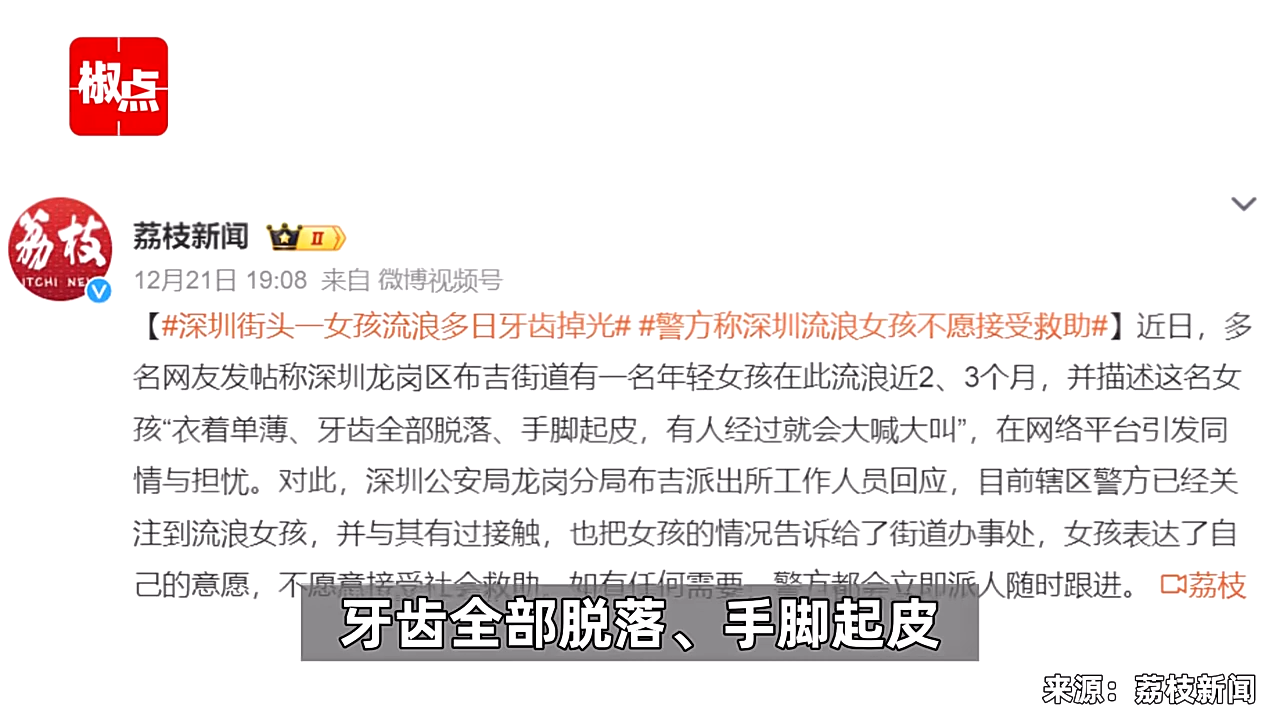 椒点
荔枝
ITCHI NE
荔枝新闻 II
12月21日 19:08 来自 微博视频号
【#深圳街头一女孩流浪多日牙齿掉光# #警方称深圳流浪女孩不愿接受救助#】近日，多
名网友发帖称深圳龙岗区布吉街道有一名年轻女孩在此流浪近2、3个月，并描述这名女
孩“衣着单薄、牙齿全部脱落、手脚起皮，有人经过就会大喊大叫”，在网络平台引发同
情与担忧。对此，深圳公安局龙岗分局布吉派出所工作人员回应，目前辖区警方已经关
注到流浪女孩，并与其有过接触，也把女孩的情况告诉给了街道办事处，女孩表达了自
己的意愿，不愿意接受社会救助。如有任何需要，警方都会立即派人随时跟进。 荔枝
牙齿全部脱落、手脚起皮
来源：荔枝新闻